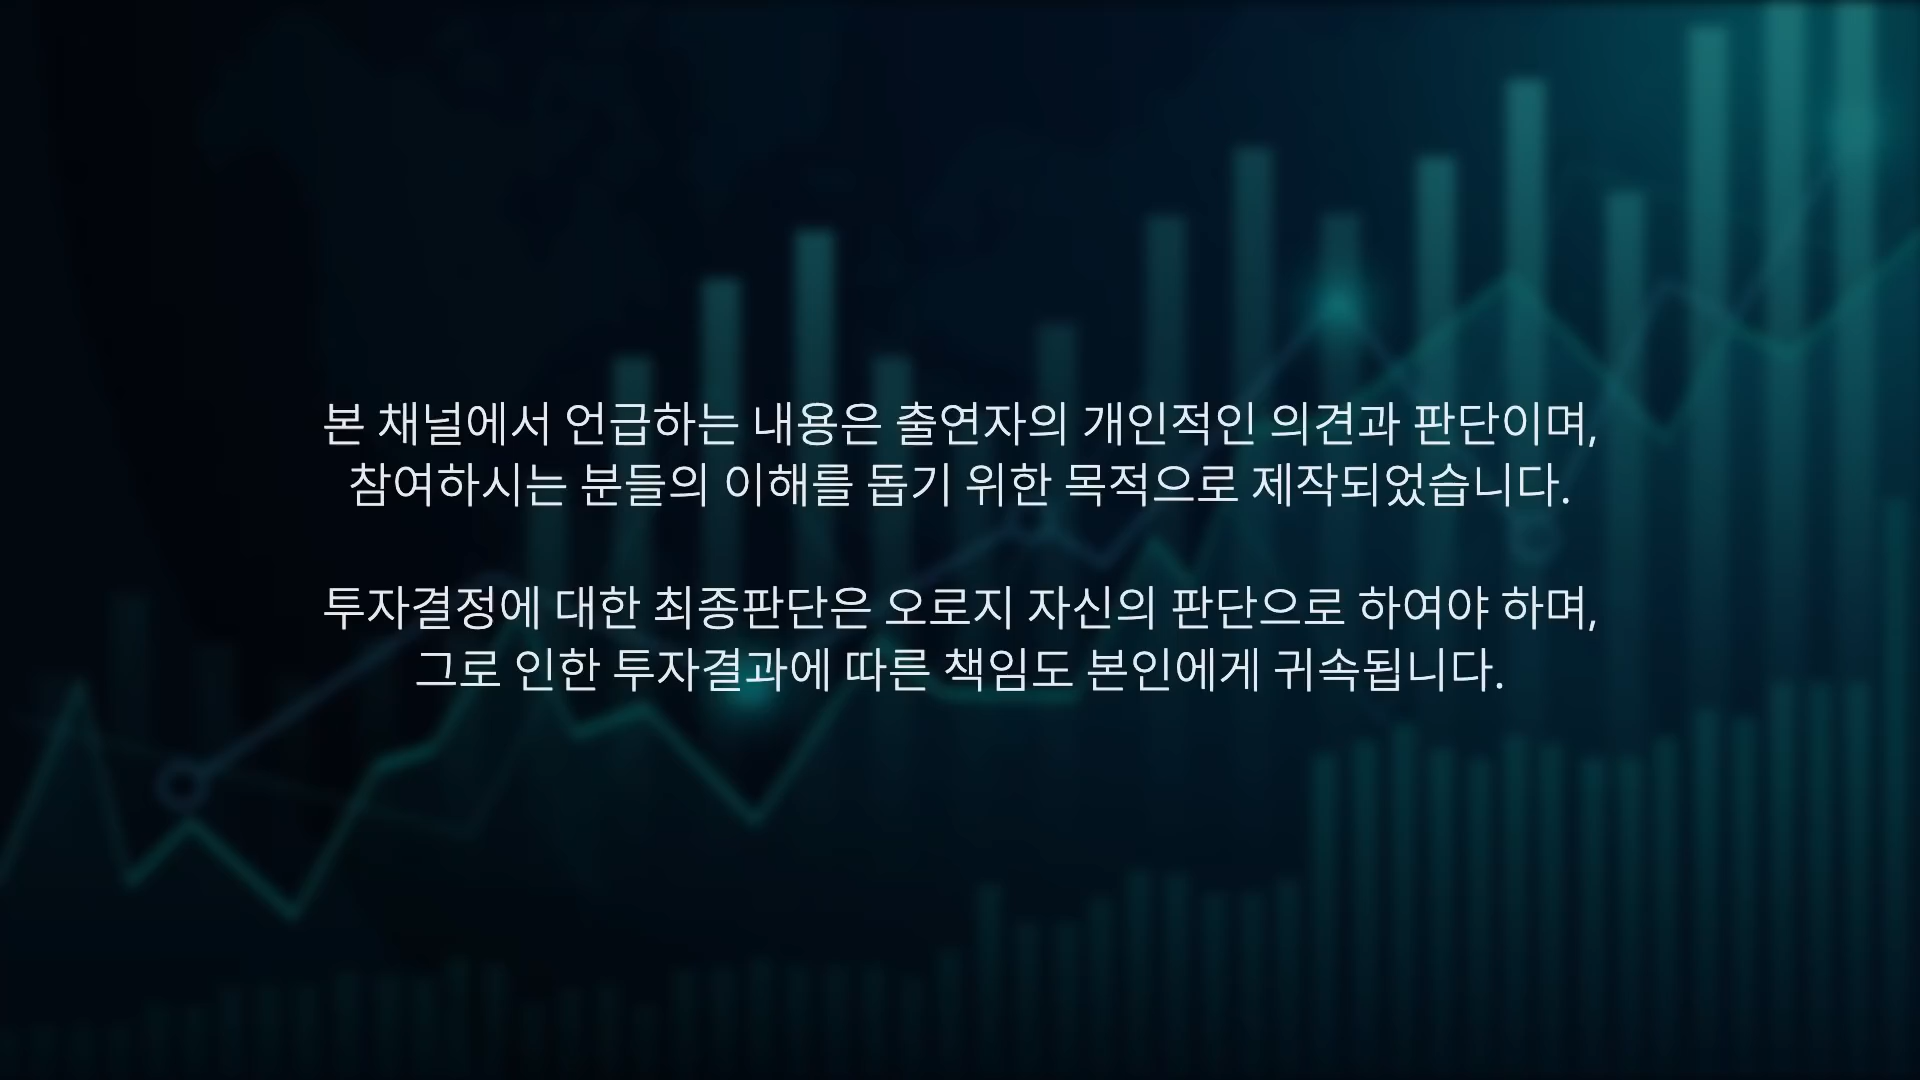 본 채널에서 언급하는 내용은 출연자의 개인적인 의견과 판단이며,
참여하시는 분들의 이해를 돕기 위한 목적으로 제작되었습니다.
투자결정에 대한 최종판단은 오로지 자신의 판단으로 하여야 하며,
그로 인한 투자결과에 따른 책임도 본인에게 귀속됩니다.